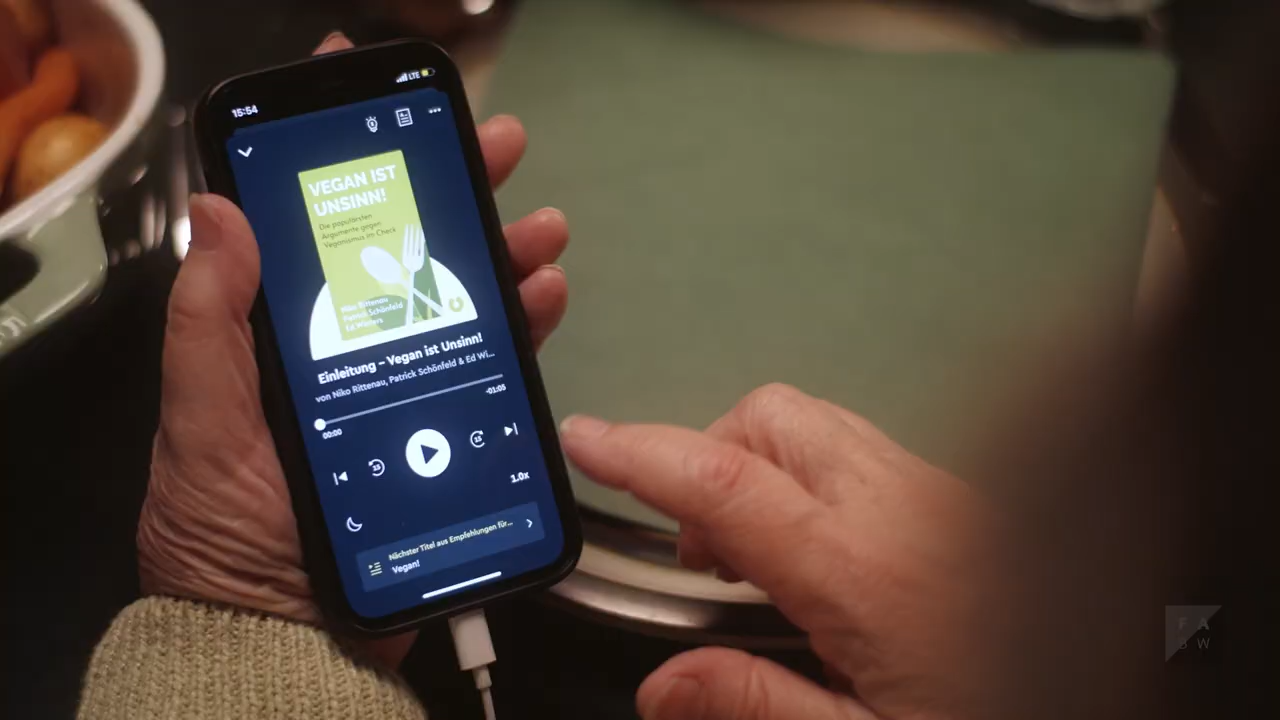 15:54
LTE
VEGAN IST
UNSINN!
Die populärsten
Argumente gegen
Veganismus im Check
Niko Rittenau
Patrick Schönfeld
Ed Winters
Einleitung – Vegan ist Unsinn!
von Niko Rittenau, Patrick Schönfeld & Ed Wi...
00:00
-01:05
15
15
1.0x
Nächster Titel aus Empfehlungen für...
Vegan!
F A
B W